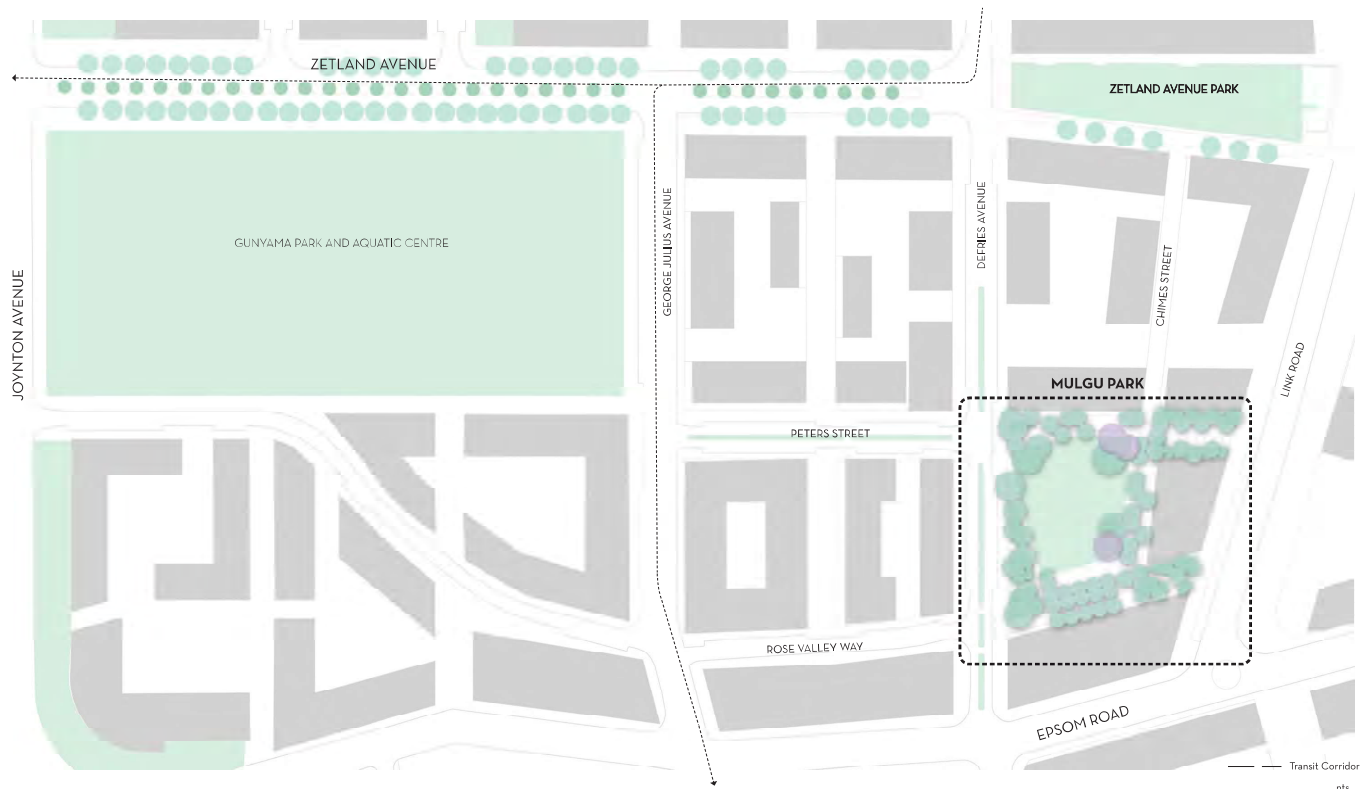 ZETLAND AVENUE
ZETLAND AVENUE PARK
GUNYAMA PARK AND AQUATIC CENTRE
JOYNTON AVENUE
GEORGE JULIUS AVENUE
DEFRIES AVENUE
CHIMES STREET
LINK ROAD
MULGU PARK
PETERS STREET
ROSE VALLEY WAY
EPSOM ROAD
Transit Corridor
nts